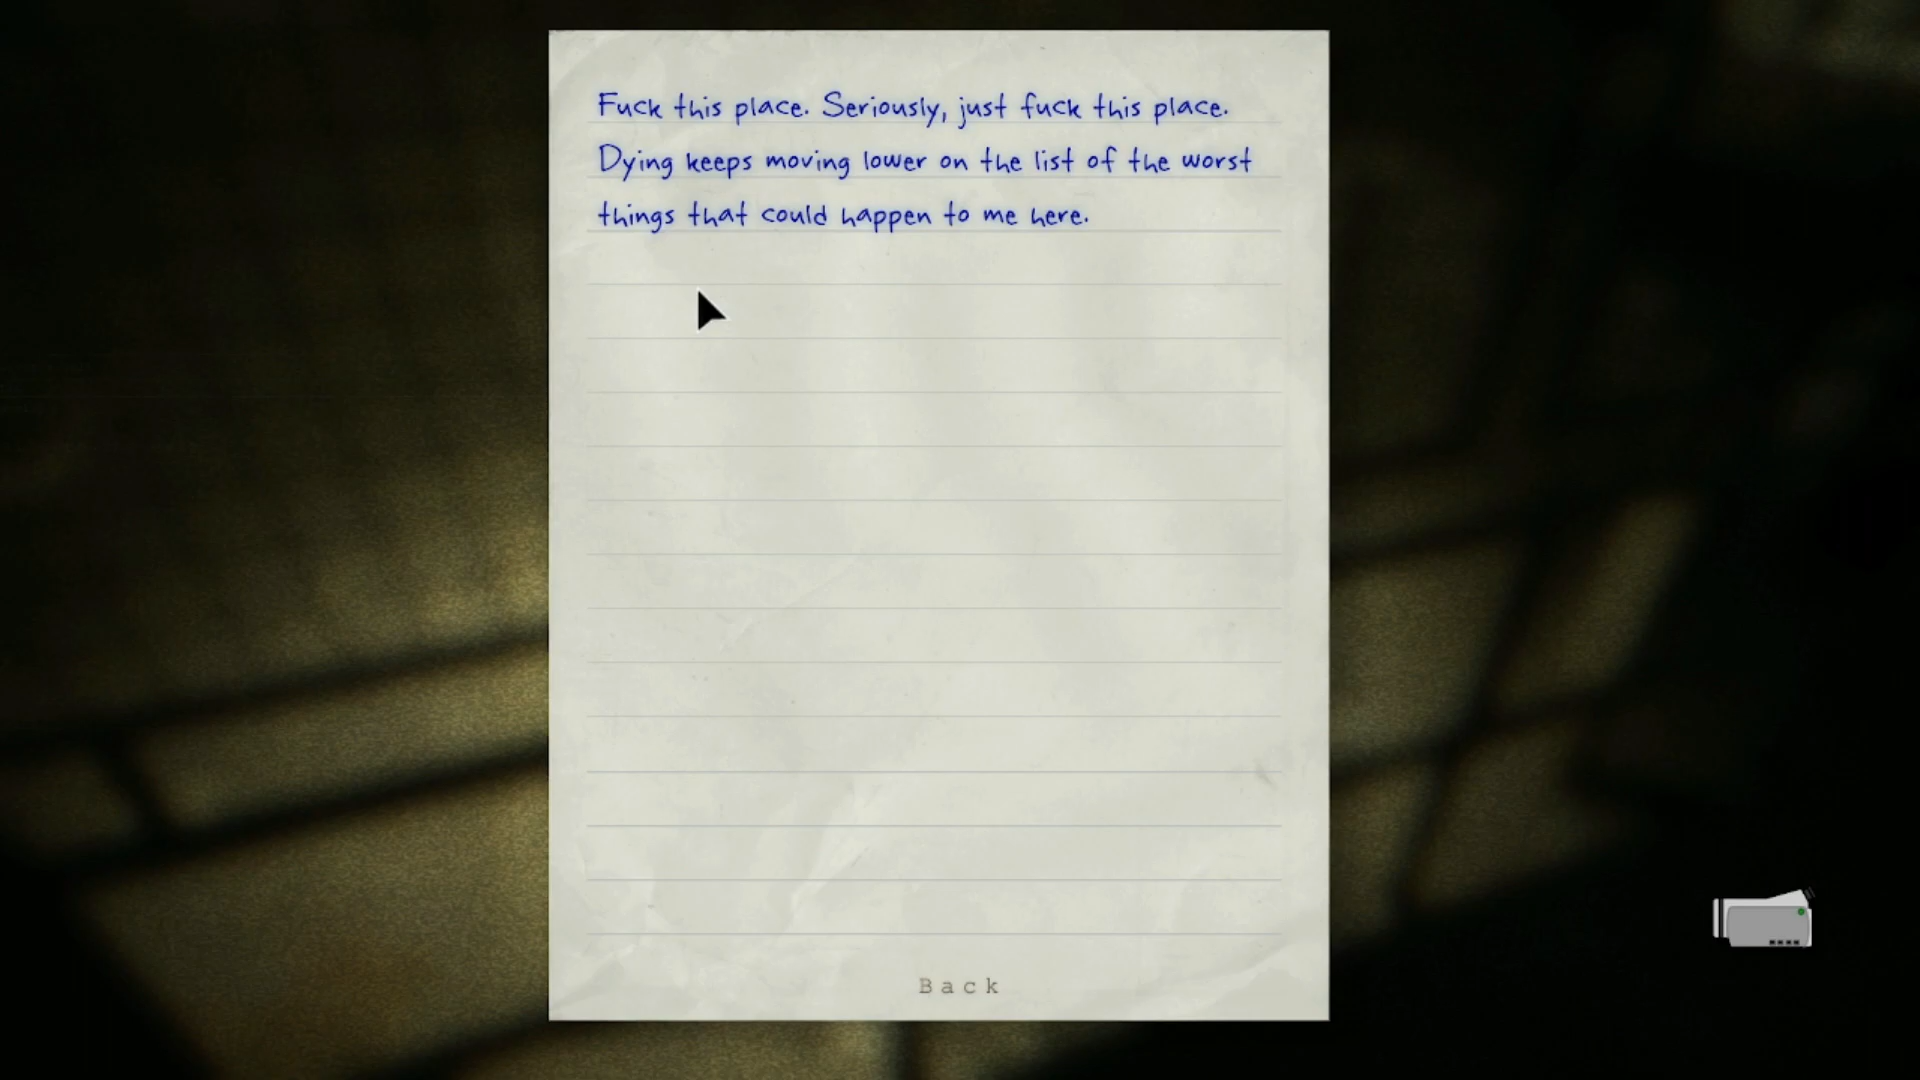 Fuck this place. Seriously, just fuck this place.
Dying keeps moving lower on the list of the worst
things that could happen to me here.
Back